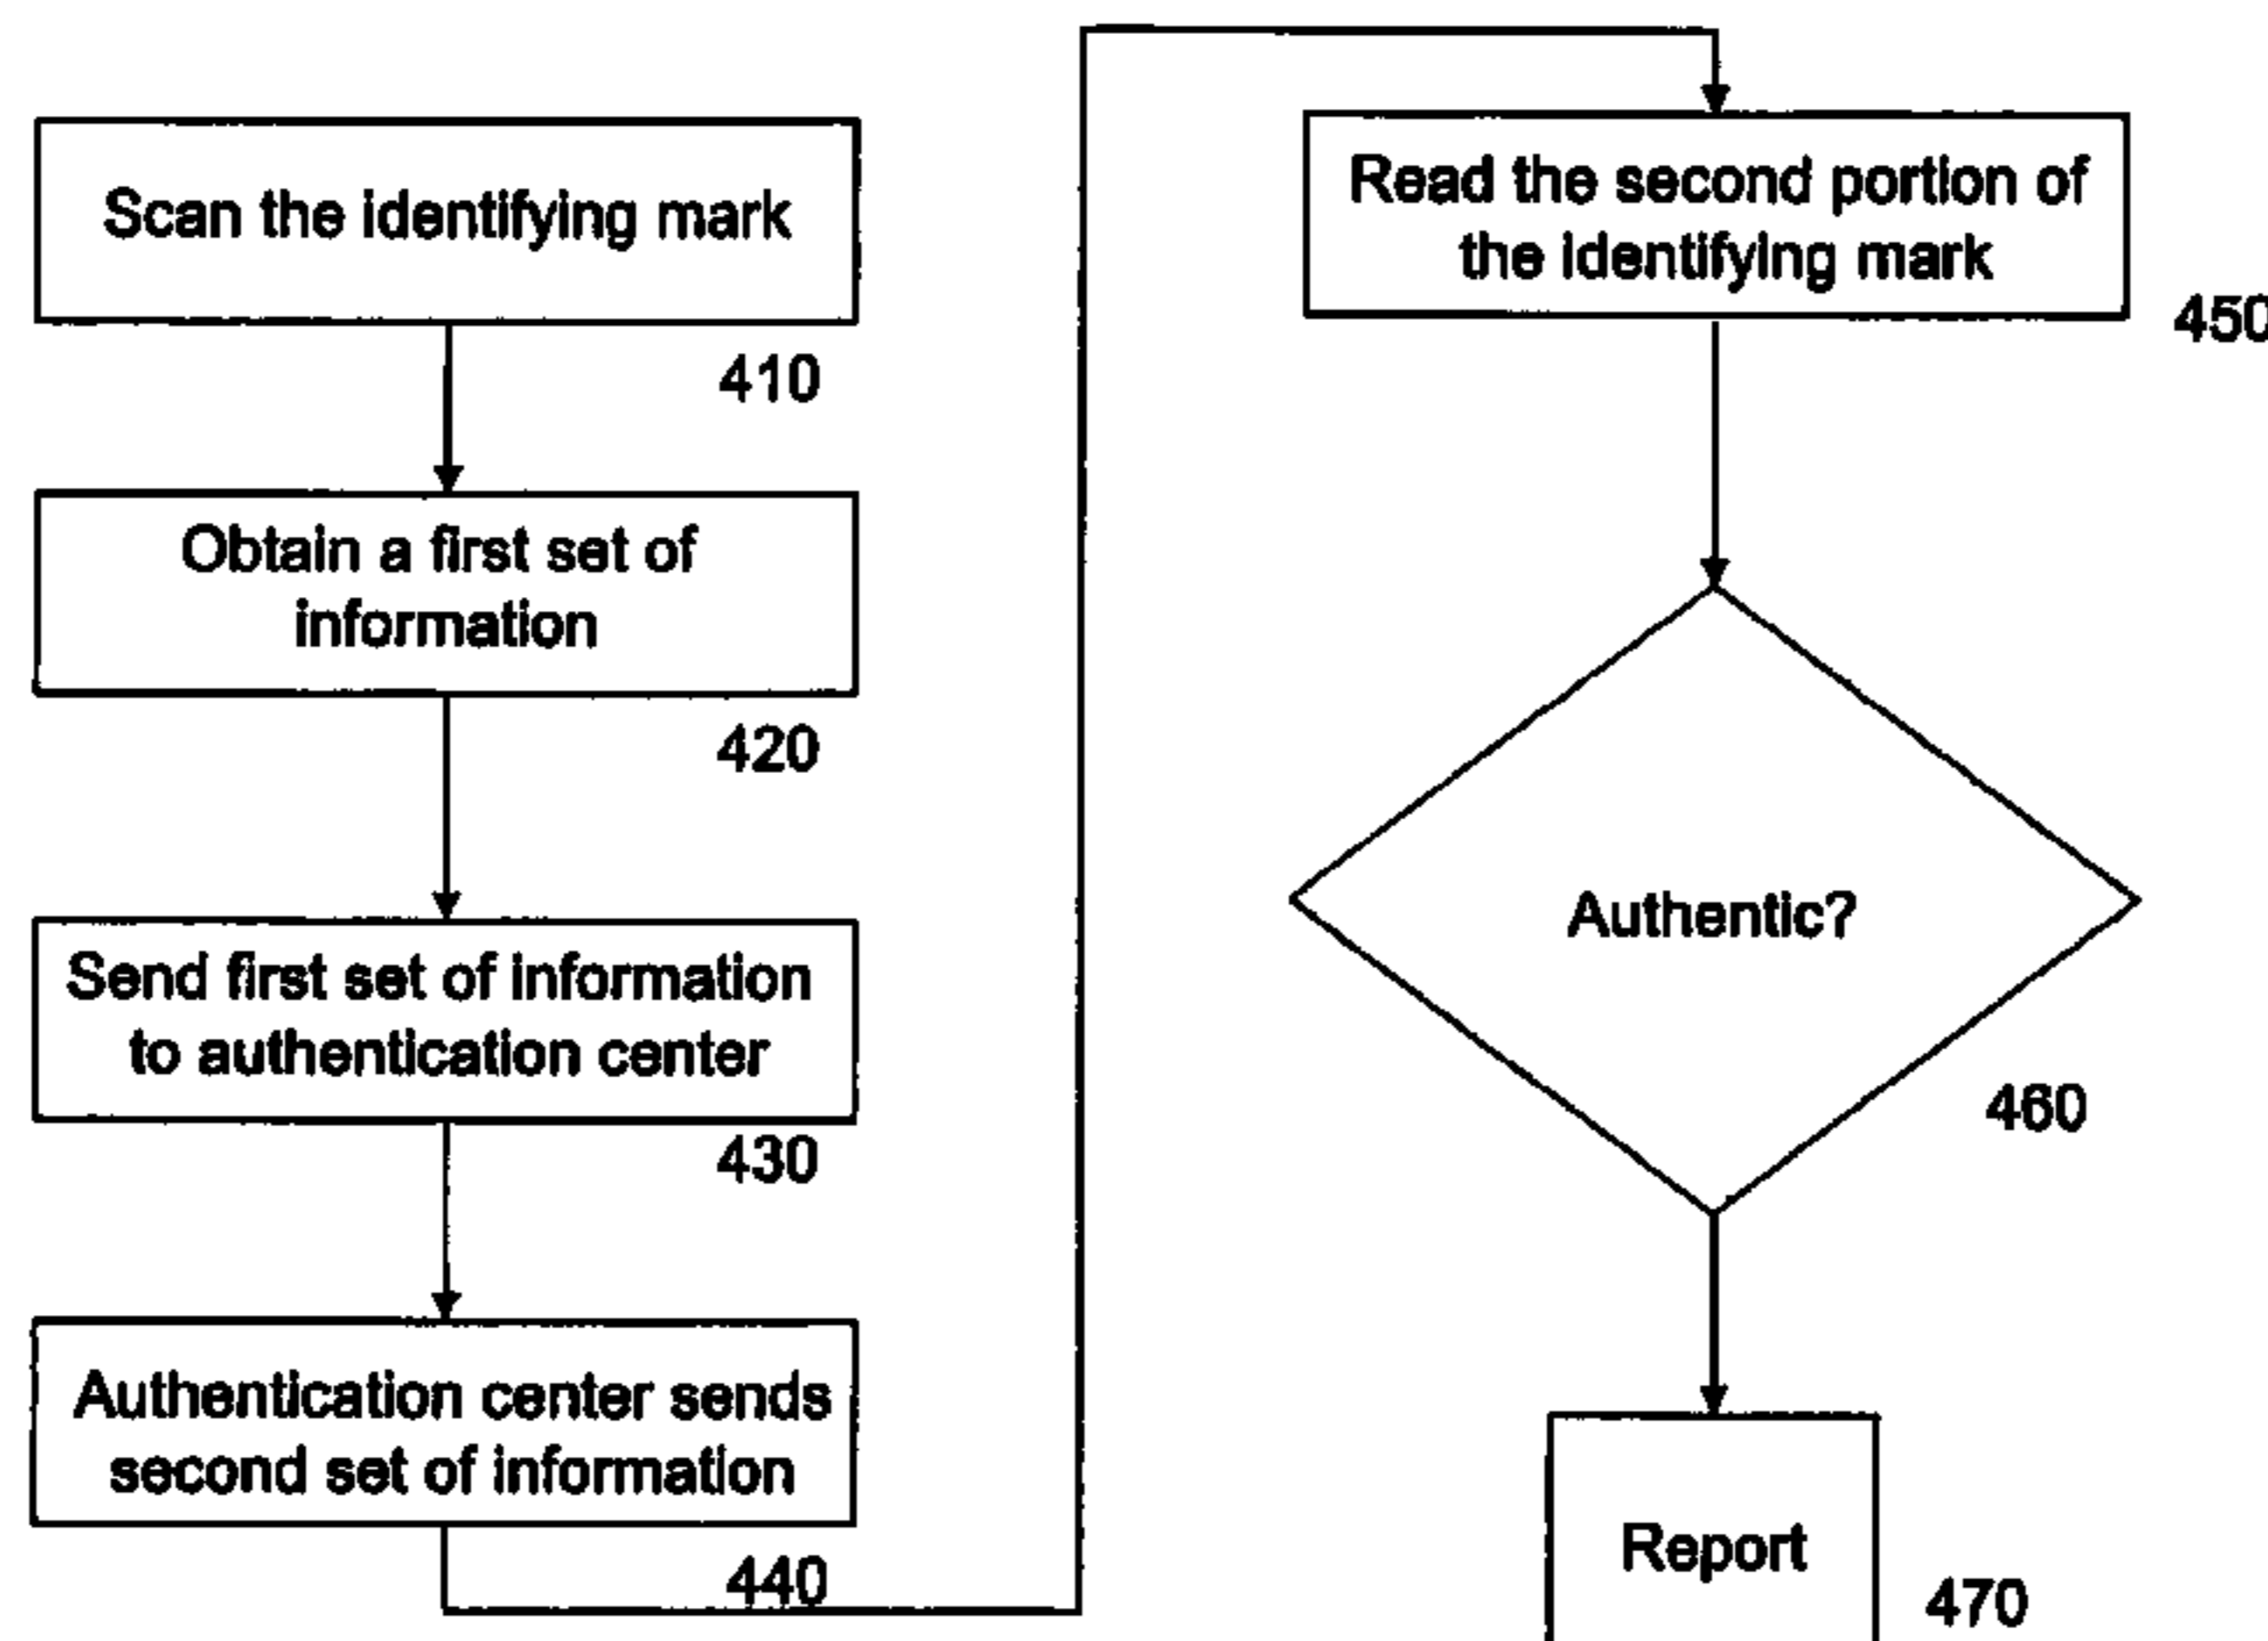 Scan the identifying mark
410
Obtain a first set of
information
420
Send first set of information
to authentication center
430
Authentication center sends
second set of information
440
Read the second portion of
the identifying mark
450
Authentic?
460
Report
470